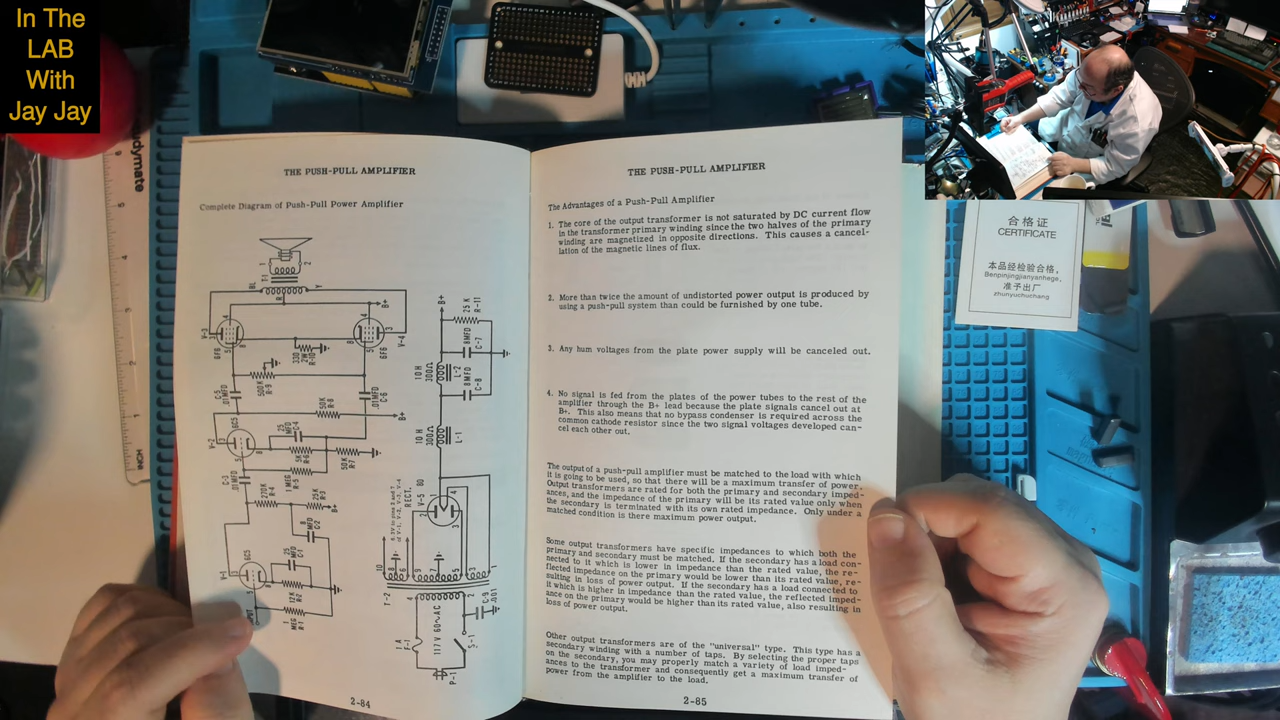 In The
LAB
With
Jay Jay
THE PUSH-PULL AMPLIFIER
Complete Diagram of Push-Pull Power Amplifier
2-84
THE PUSH-PULL AMPLIFIER
The Advantages of a Push-Pull Amplifier
1. The core of the output transformer is not saturated by DC current flow
in the transformer primary winding since the two halves of the primary
winding are magnetized in opposite directions. This causes a cancel-
lation of the magnetic lines of flux.
2. More than twice the amount of undistorted power output is produced by
using a push-pull system than could be furnished by one tube.
3. Any hum voltages from the plate power supply will be canceled out.
4. No signal is fed from the plates of the power tubes to the rest of the
amplifier through the B+ lead because the plate signals cancel out at
B+. This also means that no bypass condenser is required across the
common cathode resistor since the two signal voltages developed can-
cel each other out.
The output of a push-pull amplifier must be matched to the load with which
it is going to be used, so that there will be a maximum transfer of power.
Output transformers are rated for both the primary and secondary imped-
ances, and the impedance of the primary will be its rated value only when
the secondary is terminated with its own rated impedance. Only under a
matched condition is there maximum power output.
Some output transformers have specific impedances to which both the
primary and secondary must be matched. If the secondary has a load con-
nected to it which is lower in impedance than the rated value, the re-
flected impedance on the primary would be lower than its rated value, re-
sulting in loss of power output. If the secondary has a load connected to
it which is higher in impedance than the rated value, the reflected imped-
ance on the primary would be higher than its rated value, also resulting in
loss of power output.
Other output transformers are of the "universal" type. This type has a
secondary winding with a number of taps. By selecting the proper taps
on the secondary, you may properly match a variety of load imped-
ances to the transformer and consequently get a maximum transfer of
power from the amplifier to the load.
2-85
合格证
CERTIFICATE
本品经检验合格,
Benpinjingjianyanhege,
准予出厂
zhunyuchuchang